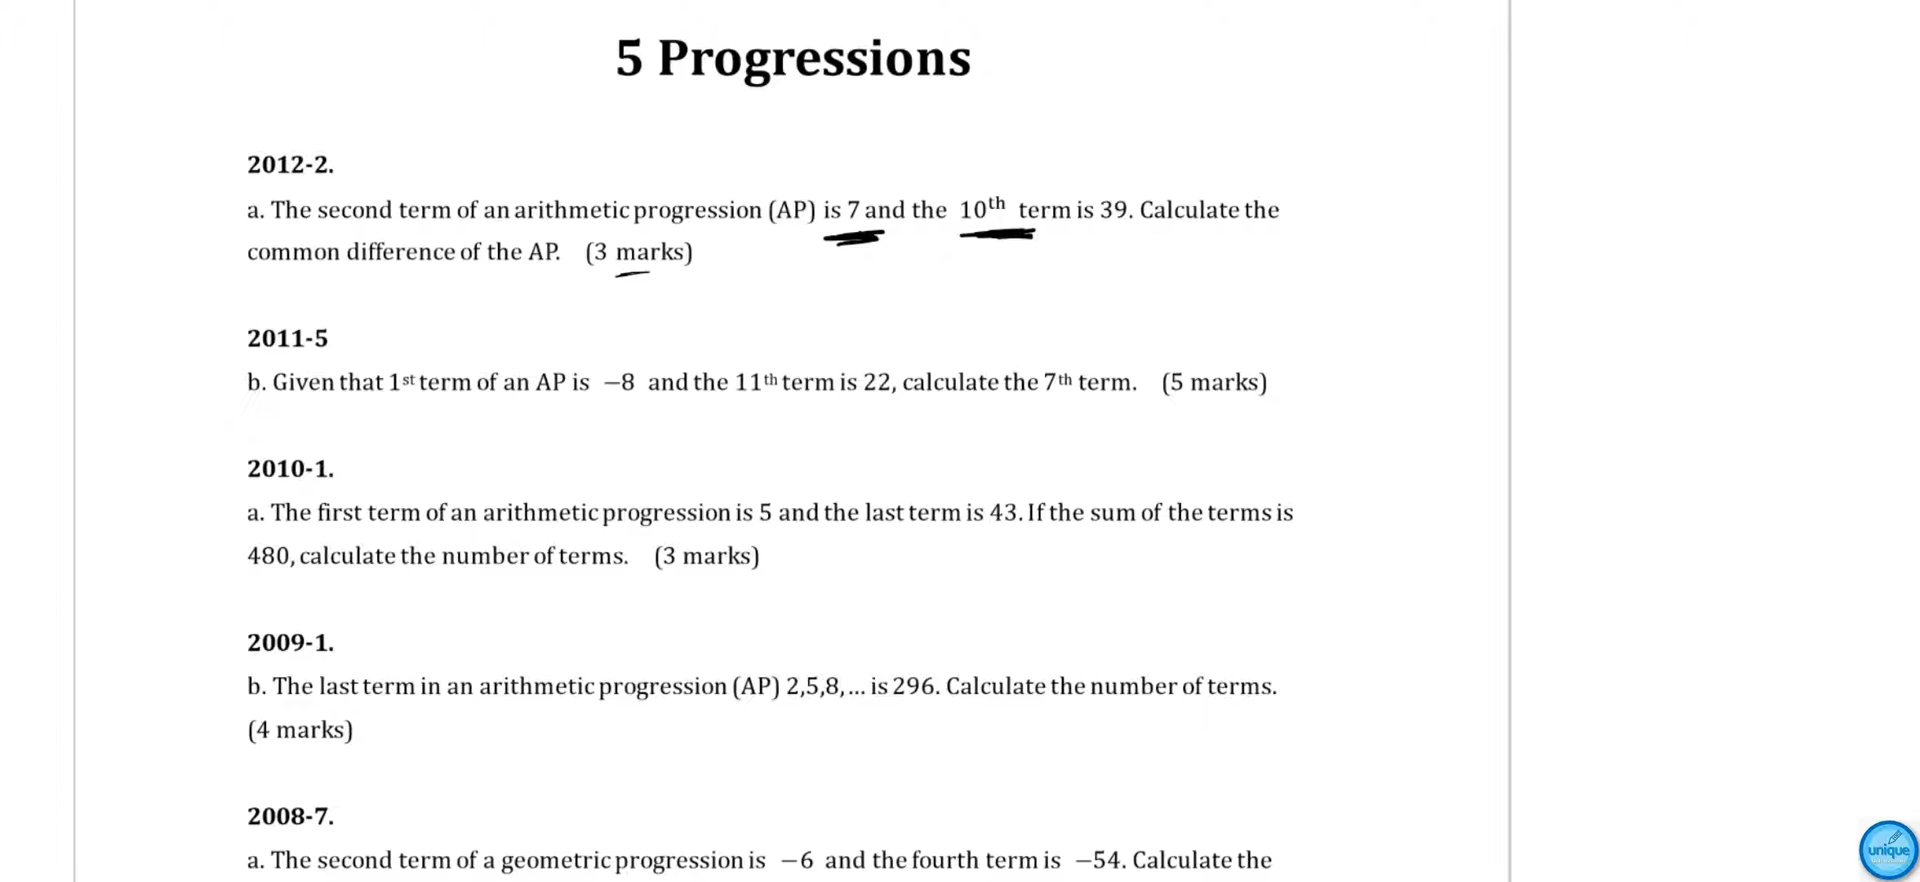 5 Progressions
2012-2.
a. The second term of an arithmetic progression (AP) is 7 and the 10th term is 39. Calculate the
common difference of the AP. (3 marks)
2011-5
b. Given that 1st term of an AP is −8 and the 11th term is 22, calculate the 7th term. (5 marks)
2010-1.
a. The first term of an arithmetic progression is 5 and the last term is 43. If the sum of the terms is
480, calculate the number of terms. (3 marks)
2009-1.
b. The last term in an arithmetic progression (AP) 2,5,8,... is 296. Calculate the number of terms.
(4 marks)
2008-7.
a. The second term of a geometric progression is −6 and the fourth term is −54. Calculate the
unique